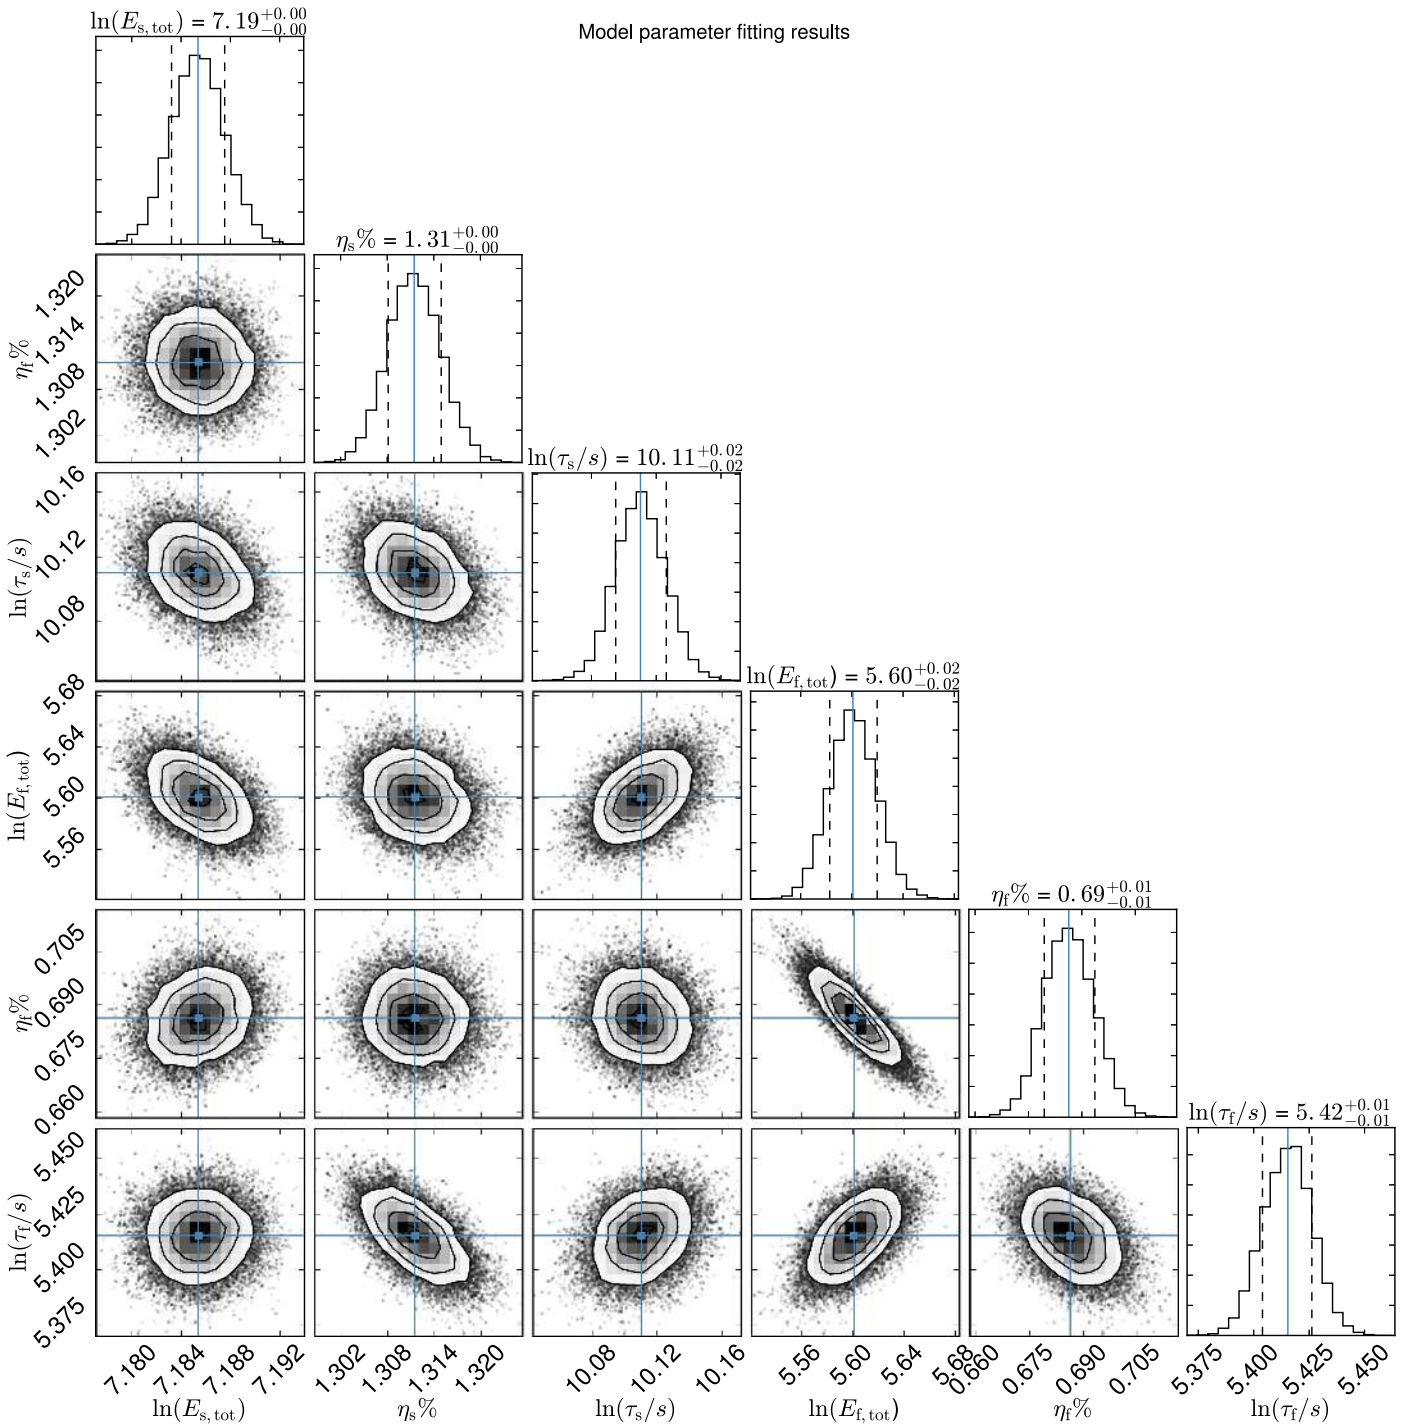 ln(E_s,tot) = 7.19 +0.00 −0.00
Model parameter fitting results
η_s% = 1.31 +0.00 −0.00
η_f%
1.320
1.314
1.308
1.302
ln(τ_s/s) = 10.11 +0.02 −0.02
ln(τ_s/s)
10.16
10.12
10.08
ln(E_f,tot) = 5.60 +0.02 −0.02
ln(E_f,tot)
5.68
5.64
5.60
5.56
η_f% = 0.69 +0.01 −0.01
η_f%
0.705
0.690
0.675
0.660
ln(τ_f/s) = 5.42 +0.01 −0.01
ln(τ_f/s)
5.450
5.425
5.400
5.375
7.180 7.184 7.188 7.192 1.302 1.308 1.314 1.320 10.08 10.12 10.16 5.56 5.60 5.64 5.68 0.660 0.675 0.690 0.705 5.375 5.400 5.425 5.450
ln(E_s,tot) η_s% ln(τ_s/s) ln(E_f,tot) η_f% ln(τ_f/s)